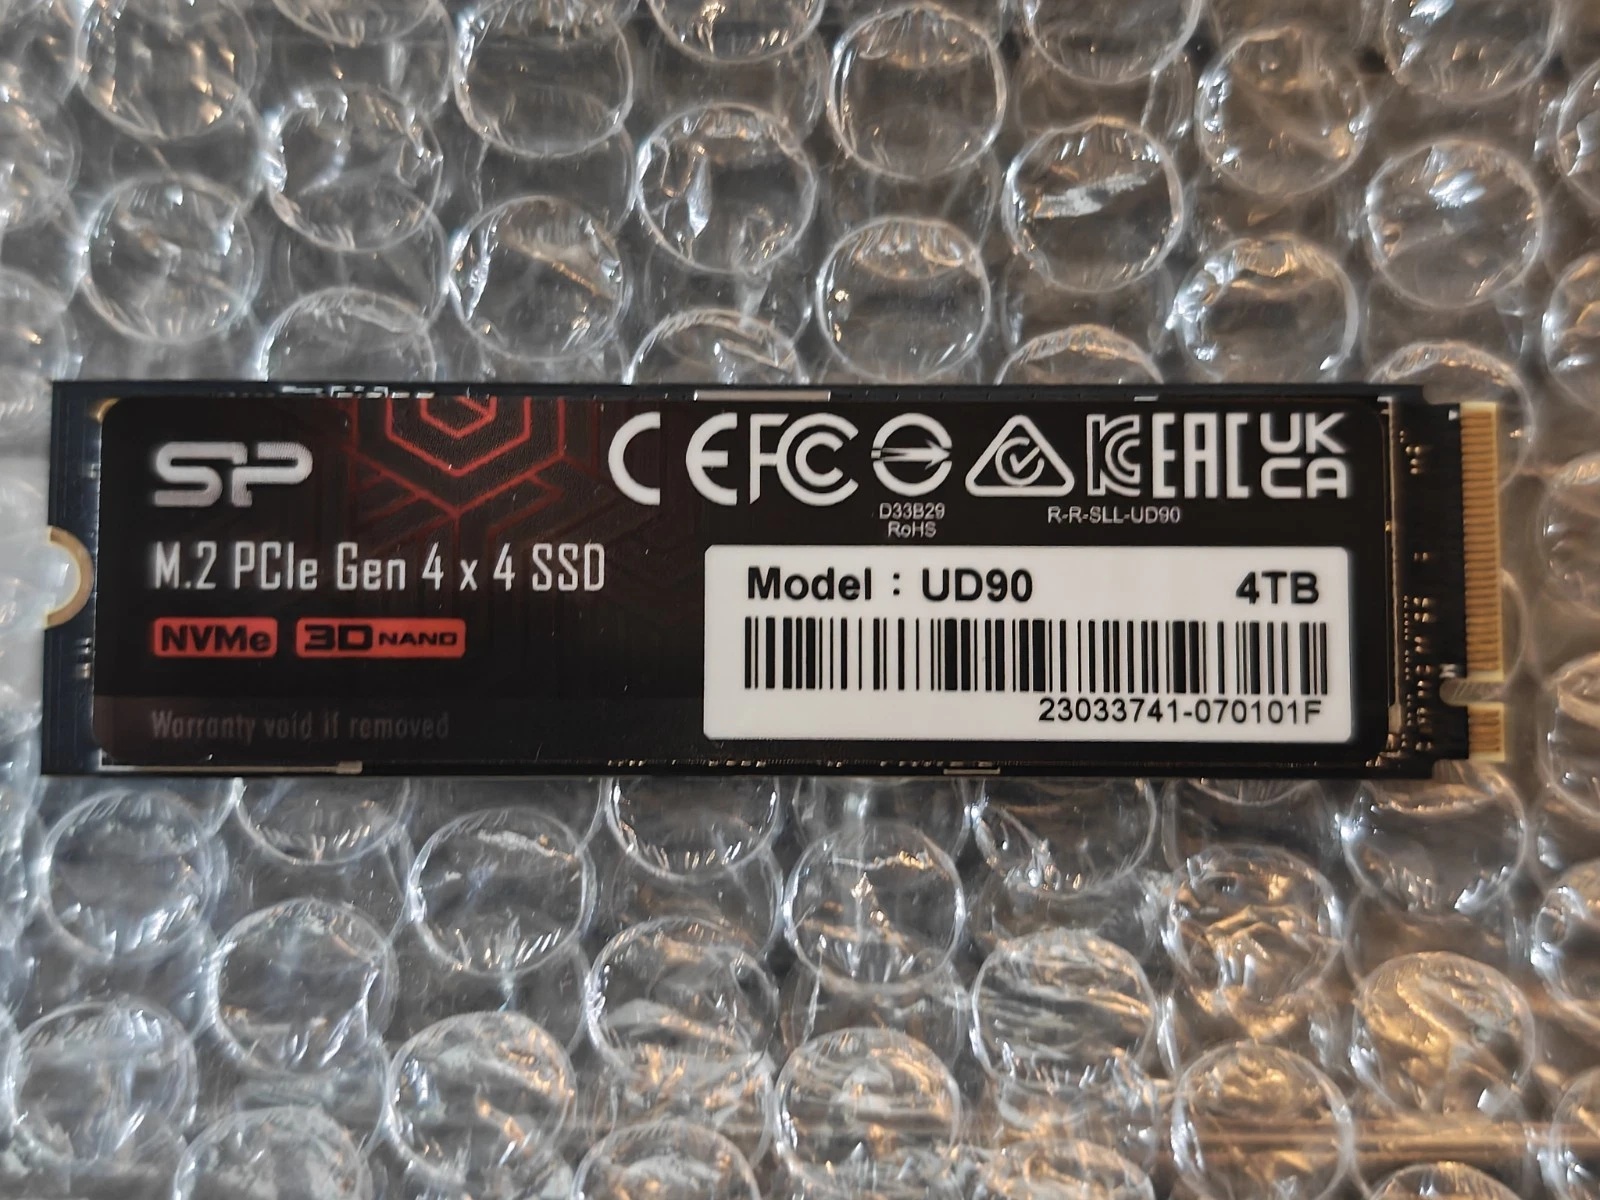 SP
M.2 PCIe Gen 4 x 4 SSD
NVMe 3D NAND
Warranty void if removed
CE FC KC EAC UK
CA
D33B29
RoHS
R-R-SLL-UD90
Model : UD90 4TB
23033741-070101F